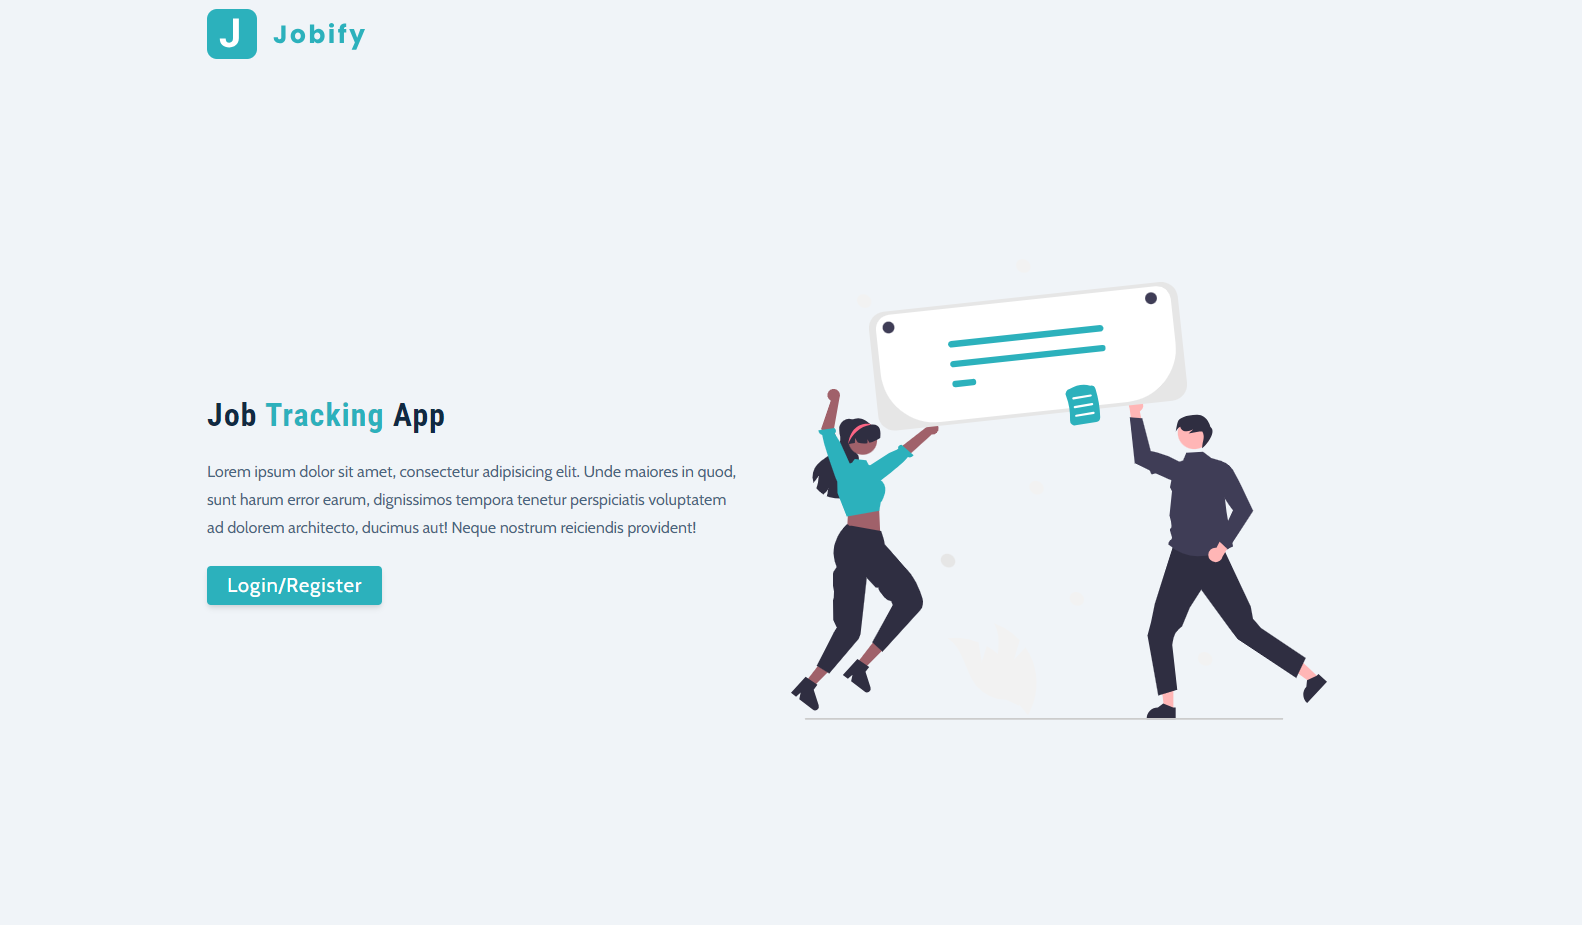 J Jobify
Job Tracking App
Lorem ipsum dolor sit amet, consectetur adipisicing elit. Unde maiores in quod,
sunt harum error earum, dignissimos tempora tenetur perspiciatis voluptatem
ad dolorem architecto, ducimus aut! Neque nostrum reiciendis provident!
Login/Register